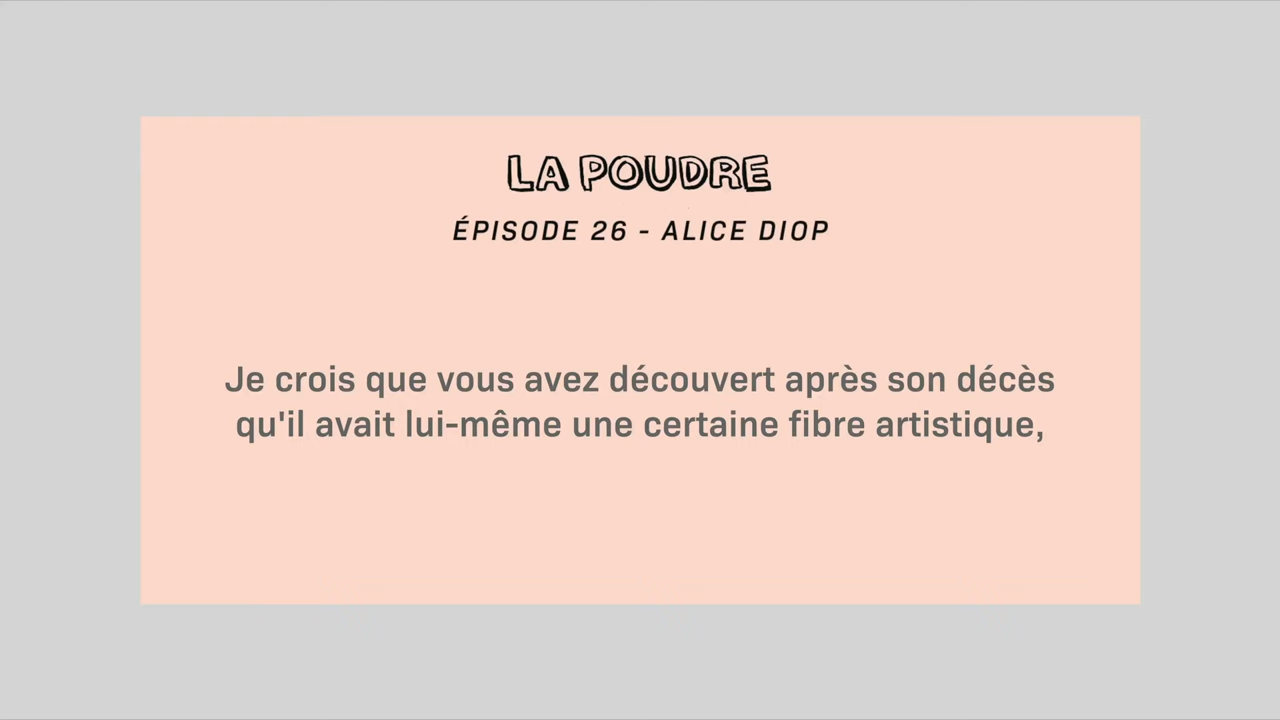 LA POUDRE
ÉPISODE 26 - ALICE DIOP
Je crois que vous avez découvert après son décès
qu'il avait lui-même une certaine fibre artistique,